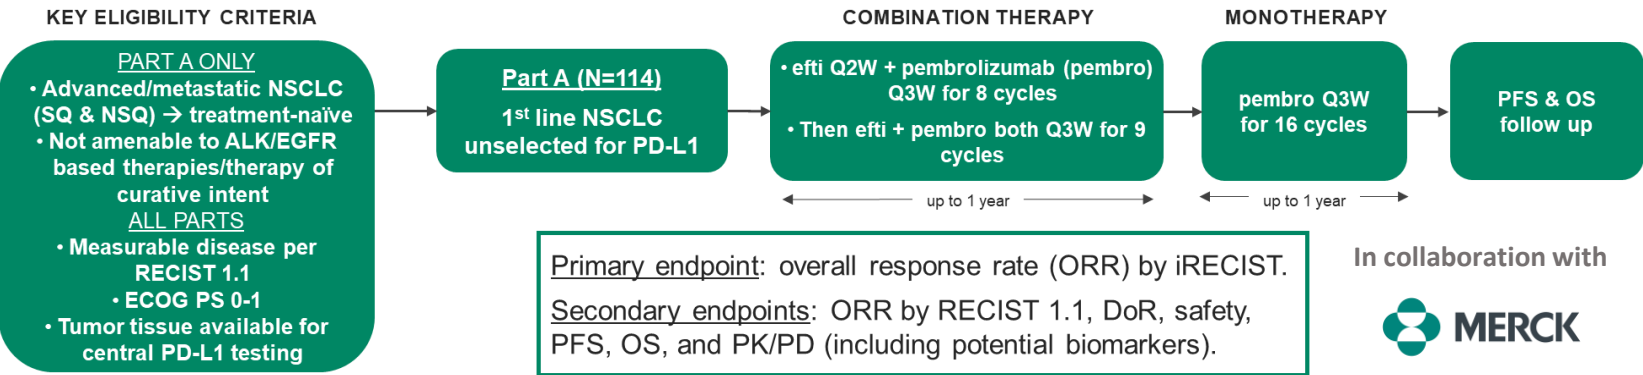 KEY ELIGIBILITY CRITERIA
PART A ONLY
• Advanced/metastatic NSCLC
(SQ & NSQ) → treatment-naïve
• Not amenable to ALK/EGFR
based therapies/therapy of
curative intent
ALL PARTS
• Measurable disease per
RECIST 1.1
• ECOG PS 0-1
• Tumor tissue available for
central PD-L1 testing
Part A (N=114)
1st line NSCLC
unselected for PD-L1
COMBINATION THERAPY
• efti Q2W + pembrolizumab (pembro)
Q3W for 8 cycles
• Then efti + pembro both Q3W for 9
cycles
up to 1 year
MONOTHERAPY
pembro Q3W
for 16 cycles
up to 1 year
PFS & OS
follow up
Primary endpoint: overall response rate (ORR) by iRECIST.
Secondary endpoints: ORR by RECIST 1.1, DoR, safety,
PFS, OS, and PK/PD (including potential biomarkers).
In collaboration with
MERCK